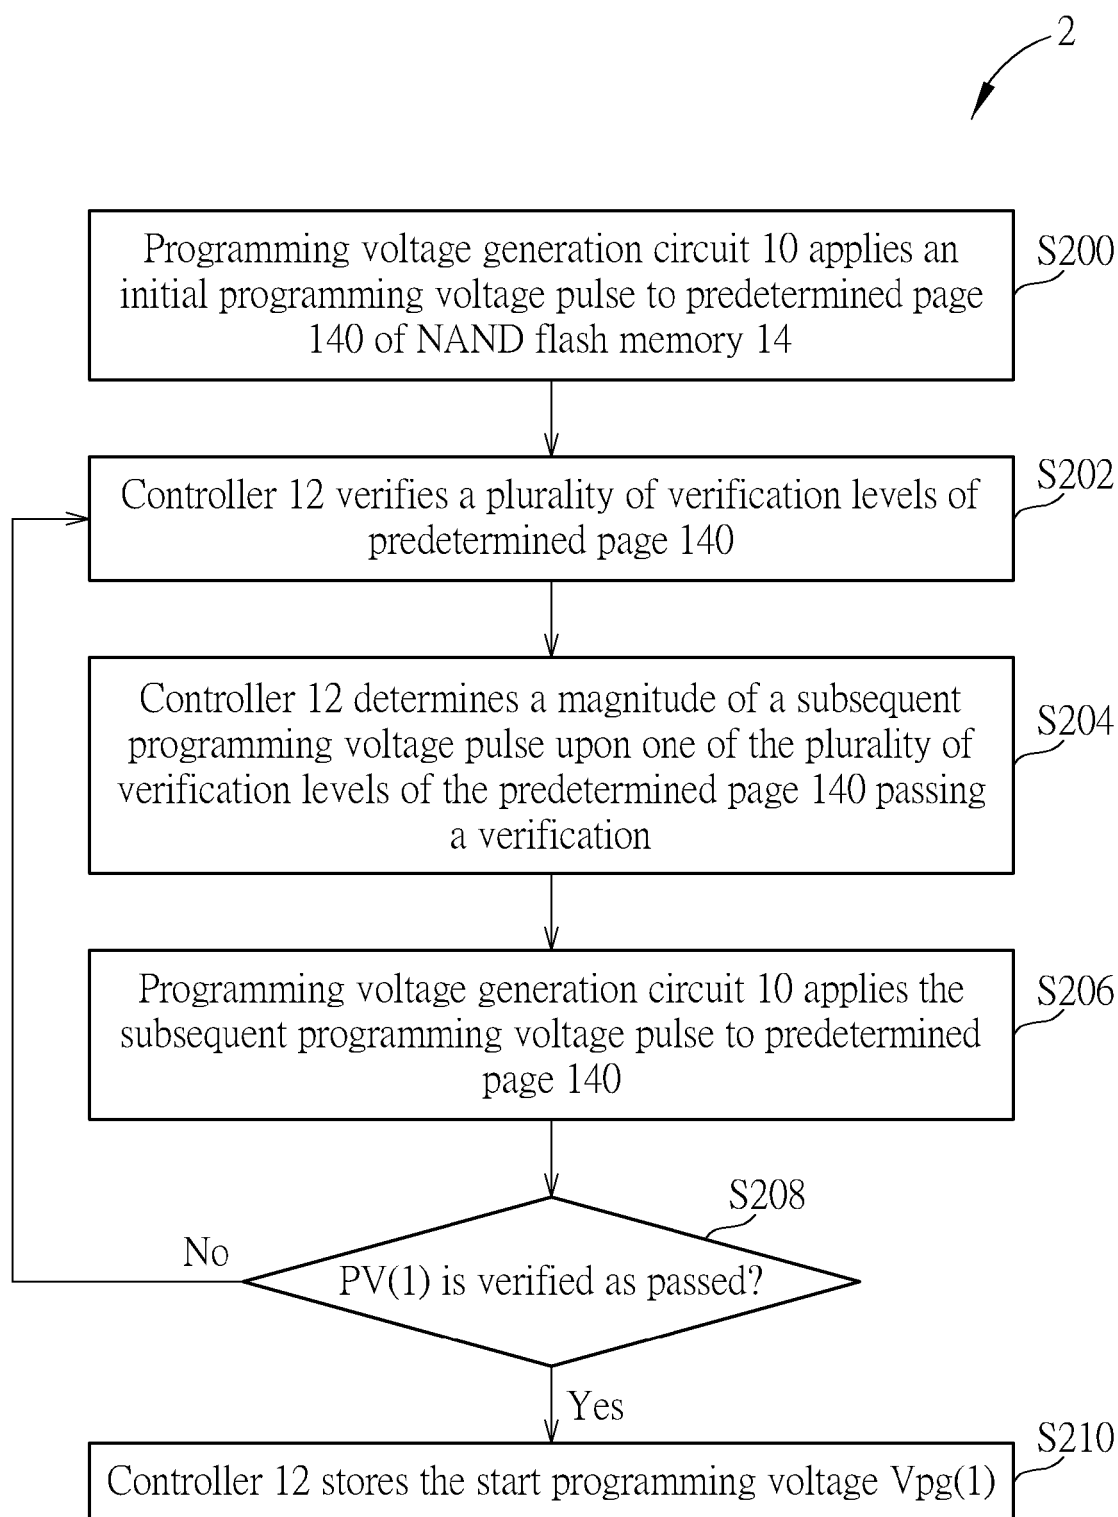 2
Programming voltage generation circuit 10 applies an
initial programming voltage pulse to predetermined page
140 of NAND flash memory 14
S200
Controller 12 verifies a plurality of verification levels of
predetermined page 140
S202
Controller 12 determines a magnitude of a subsequent
programming voltage pulse upon one of the plurality of
verification levels of the predetermined page 140 passing
a verification
S204
Programming voltage generation circuit 10 applies the
subsequent programming voltage pulse to predetermined
page 140
S206
S208
No
PV(1) is verified as passed?
Yes
S210
Controller 12 stores the start programming voltage Vpg(1)